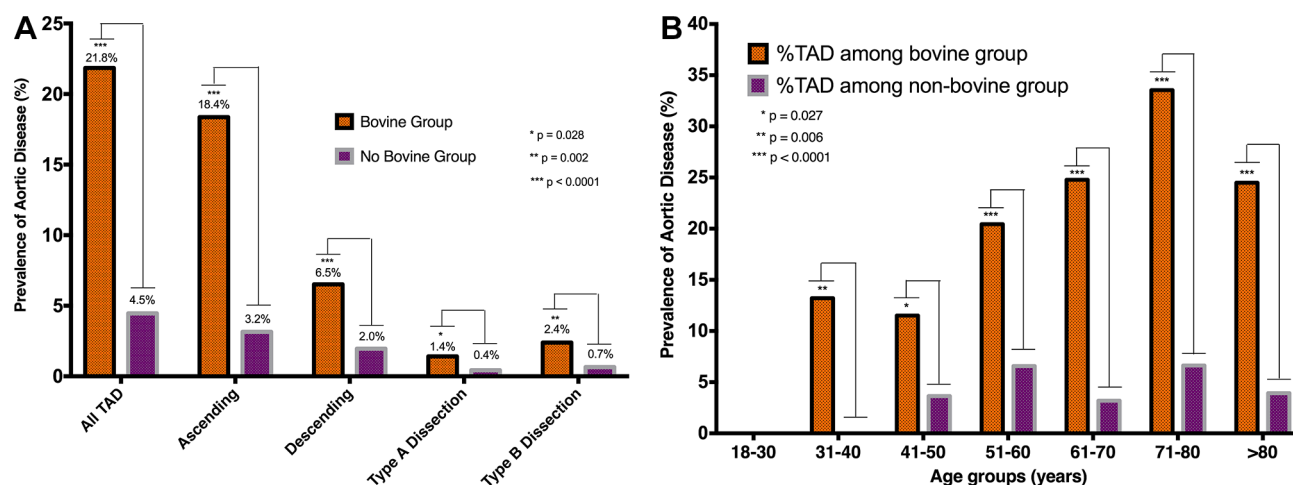 A
Prevalence of Aortic Disease (%)
25
20
15
10
5
0
***
21.8%
4.5%
***
18.4%
3.2%
***
6.5%
2.0%
*
1.4%
0.4%
**
2.4%
0.7%
Bovine Group
No Bovine Group
* p = 0.028
** p = 0.002
*** p < 0.0001
All TAD
Ascending
Descending
Type A Dissection
Type B Dissection
B
Prevalence of Aortic Disease (%)
40
35
30
25
20
15
10
5
0
%TAD among bovine group
%TAD among non-bovine group
* p = 0.027
** p = 0.006
*** p < 0.0001
**
*
***
***
***
***
18-30
31-40
41-50
51-60
61-70
71-80
>80
Age groups (years)